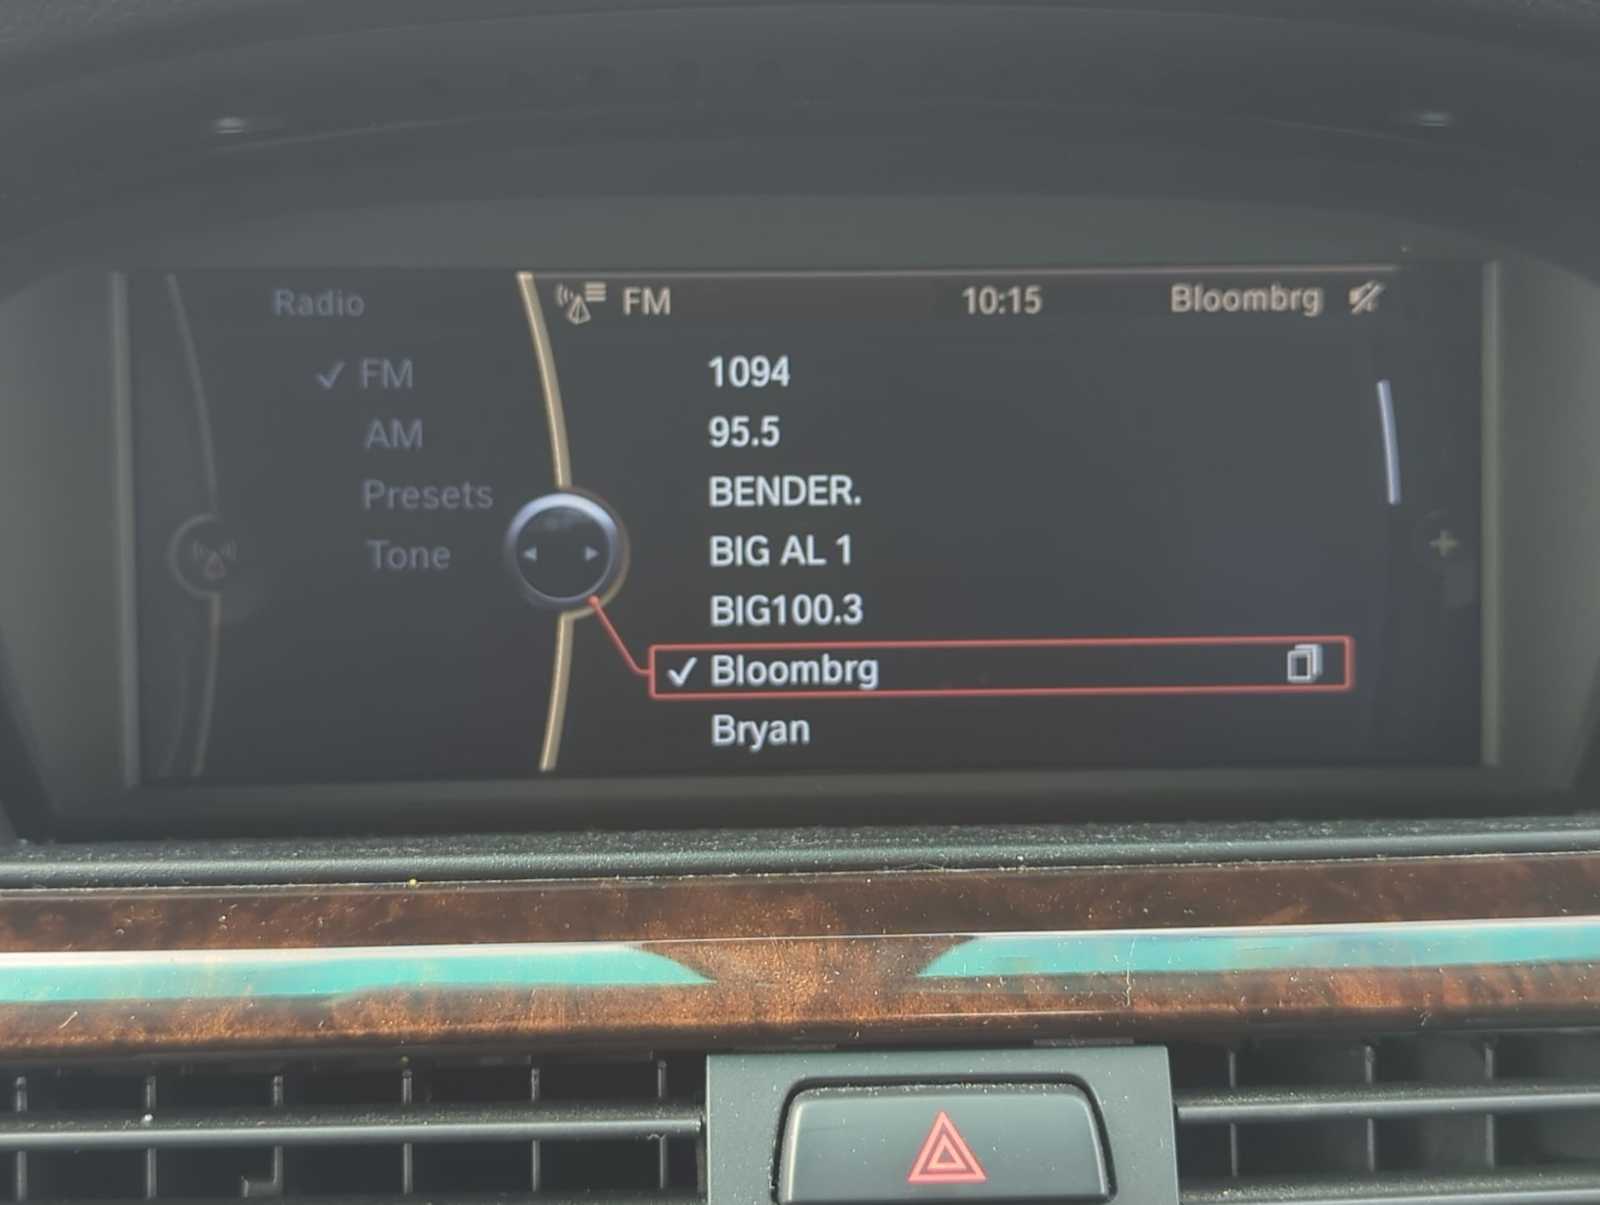 Radio
FM
AM
Presets
Tone
FM 10:15 Bloombrg
1094
95.5
BENDER.
BIG AL 1
BIG100.3
Bloombrg
Bryan